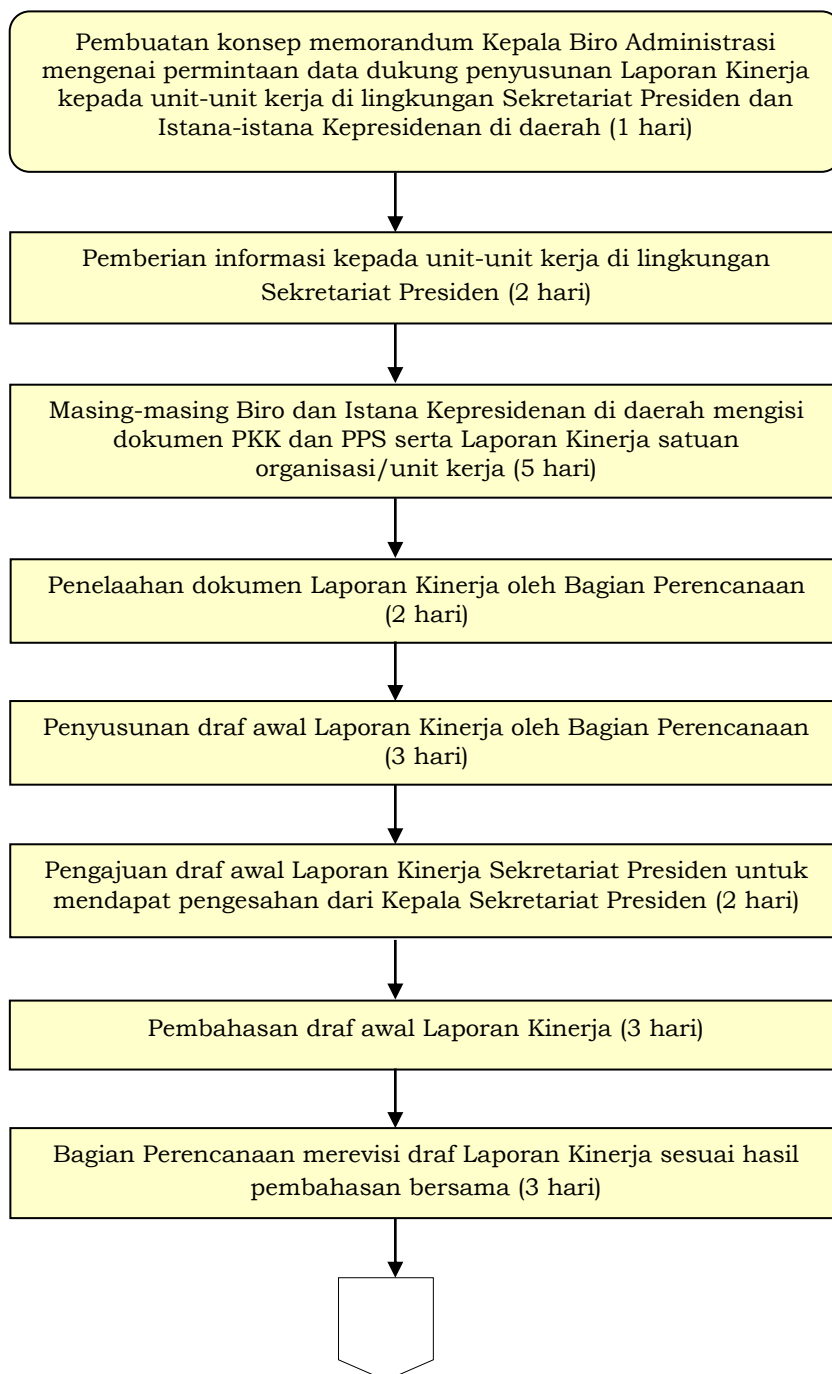 Pembuatan konsep memorandum Kepala Biro Administrasi
mengenai permintaan data dukung penyusunan Laporan Kinerja
kepada unit-unit kerja di lingkungan Sekretariat Presiden dan
Istana-istana Kepresidenan di daerah (1 hari)
Pemberian informasi kepada unit-unit kerja di lingkungan
Sekretariat Presiden (2 hari)
Masing-masing Biro dan Istana Kepresidenan di daerah mengisi
dokumen PKK dan PPS serta Laporan Kinerja satuan
organisasi/unit kerja (5 hari)
Penelaahan dokumen Laporan Kinerja oleh Bagian Perencanaan
(2 hari)
Penyusunan draf awal Laporan Kinerja oleh Bagian Perencanaan
(3 hari)
Pengajuan draf awal Laporan Kinerja Sekretariat Presiden untuk
mendapat pengesahan dari Kepala Sekretariat Presiden (2 hari)
Pembahasan draf awal Laporan Kinerja (3 hari)
Bagian Perencanaan merevisi draf Laporan Kinerja sesuai hasil
pembahasan bersama (3 hari)